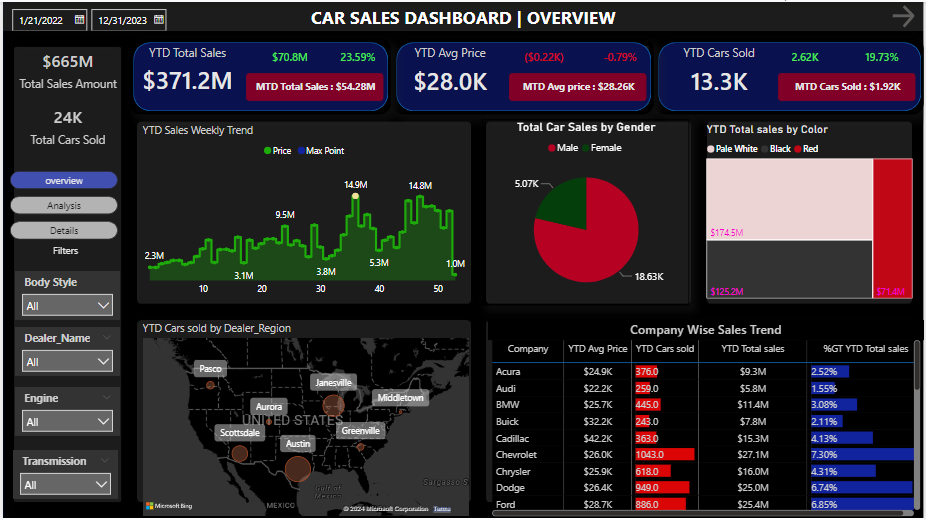 1/21/2022
12/31/2023
CAR SALES DASHBOARD | OVERVIEW
$665M
Total Sales Amount
24K
Total Cars Sold
overview
Analysis
Details
Filters
Body Style
All
Dealer_Name
All
Engine
All
Transmission
All
YTD Total Sales
$70.8M 23.59%
$371.2M
MTD Total Sales : $54.28M
YTD Avg Price
($0.22K) -0.79%
$28.0K
MTD Avg price : $28.26K
YTD Cars Sold
2.62K 19.73%
13.3K
MTD Cars Sold : $1.92K
YTD Sales Weekly Trend
Price Max Point
14.9M
14.8M
9.5M
2.3M
3.1M
3.8M
5.3M
1.0M
10 20 30 40 50
Total Car Sales by Gender
Male Female
5.07K
18.63K
YTD Total sales by Color
Pale White Black Red
$174.5M
$125.2M
$71.4M
YTD Cars sold by Dealer_Region
Pasco
Janesville
Middletown
Aurora
UNITED STATES
Scottsdale
Greenville
Austin
Gulf of
Mexico
Sargasso S
MEXICO
Microsoft Bing
© 2024 Microsoft Corporation Terms
Company Wise Sales Trend
Company YTD Avg Price YTD Cars sold YTD Total sales %GT YTD Total sales
Acura $24.9K 376.0 $9.3M 2.52%
Audi $22.2K 259.0 $5.8M 1.55%
BMW $25.7K 445.0 $11.4M 3.08%
Buick $32.2K 243.0 $7.8M 2.11%
Cadillac $42.2K 363.0 $15.3M 4.13%
Chevrolet $26.0K 1043.0 $27.1M 7.30%
Chrysler $25.9K 618.0 $16.0M 4.31%
Dodge $26.4K 949.0 $25.0M 6.74%
Ford $28.7K 886.0 $25.4M 6.85%